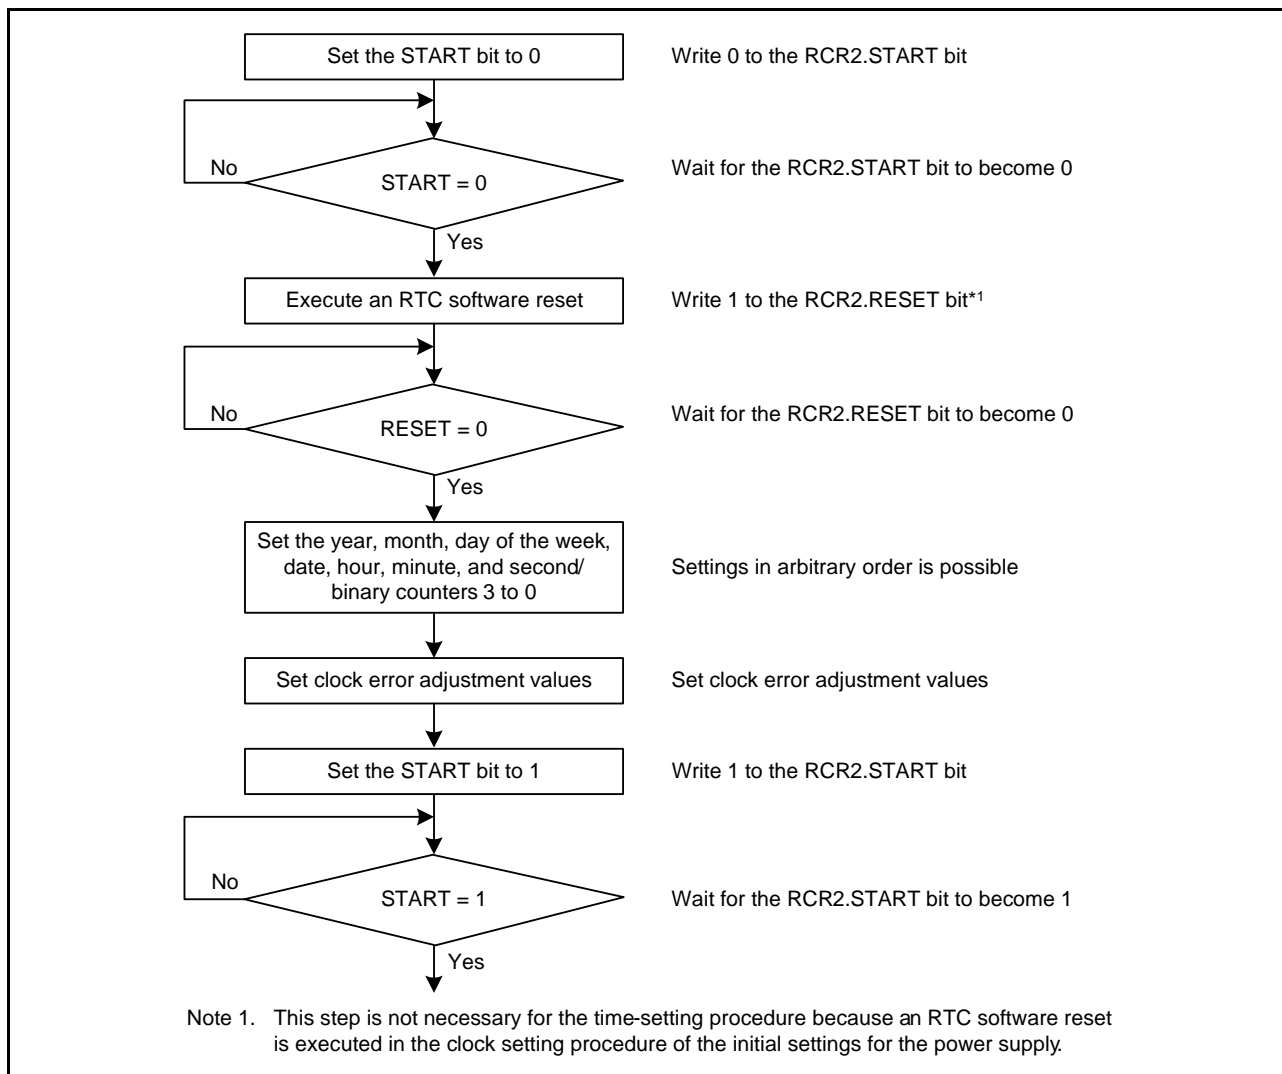 Set the START bit to 0
Write 0 to the RCR2.START bit
No
START = 0
Wait for the RCR2.START bit to become 0
Yes
Execute an RTC software reset
Write 1 to the RCR2.RESET bit*1
No
RESET = 0
Wait for the RCR2.RESET bit to become 0
Yes
Set the year, month, day of the week,
date, hour, minute, and second/
binary counters 3 to 0
Settings in arbitrary order is possible
Set clock error adjustment values
Set clock error adjustment values
Set the START bit to 1
Write 1 to the RCR2.START bit
No
START = 1
Wait for the RCR2.START bit to become 1
Yes
Note 1. This step is not necessary for the time-setting procedure because an RTC software reset
is executed in the clock setting procedure of the initial settings for the power supply.